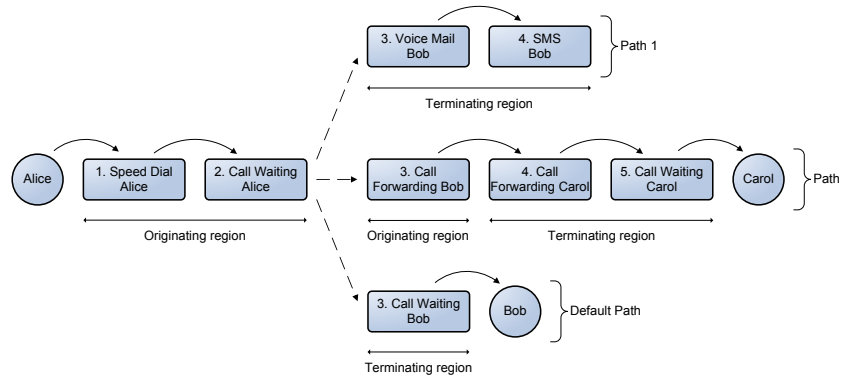 3. Voice Mail
Bob
4. SMS
Bob
Path 1
Terminating region
Alice
1. Speed Dial
Alice
2. Call Waiting
Alice
Originating region
3. Call
Forwarding Bob
4. Call
Forwarding Carol
5. Call Waiting
Carol
Carol
Path
Originating region
Terminating region
3. Call Waiting
Bob
Bob
Default Path
Terminating region